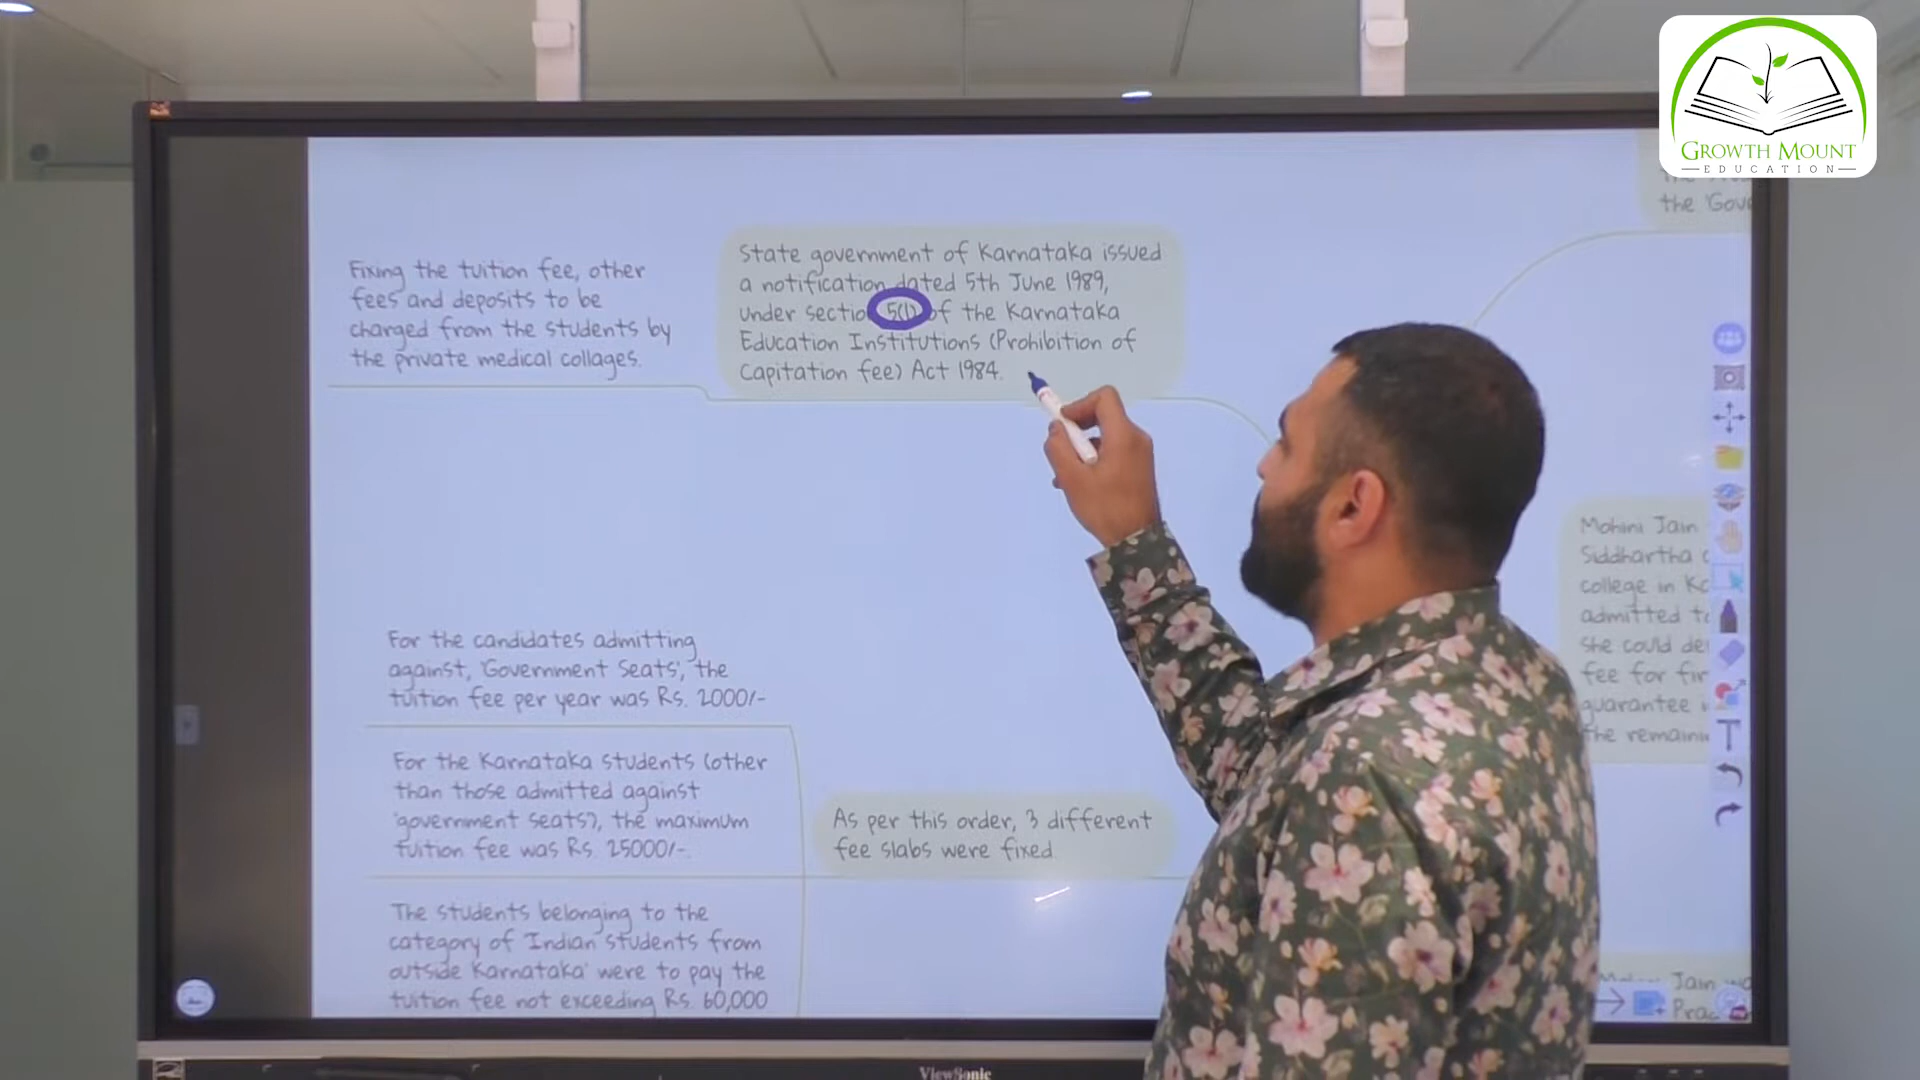 GROWTH MOUNT
EDUCATION
the 'Gove
Fixing the tuition fee, other
fees and deposits to be
charged from the students by
the private medical collages.
State government of Karnataka issued
a notification dated 5th June 1989,
under section 5(1) of the Karnataka
Education Institutions (Prohibition of
Capitation fee) Act 1984.
For the candidates admitting
against, 'Government Seats', the
tuition fee per year was Rs. 2000/-
For the Karnataka students (other
than those admitted against
'government seats'), the maximum
tuition fee was Rs. 25000/-.
The students belonging to the
category of 'Indian students from
outside Karnataka' were to pay the
tuition fee not exceeding Rs. 60,000
As per this order, 3 different
fee slabs were fixed.
Mohini Jain
Siddhartha
college in Ka
admitted to
she could de
fee for fir
guarantee
the remaini
Jain wa
Prac
ViewSonic